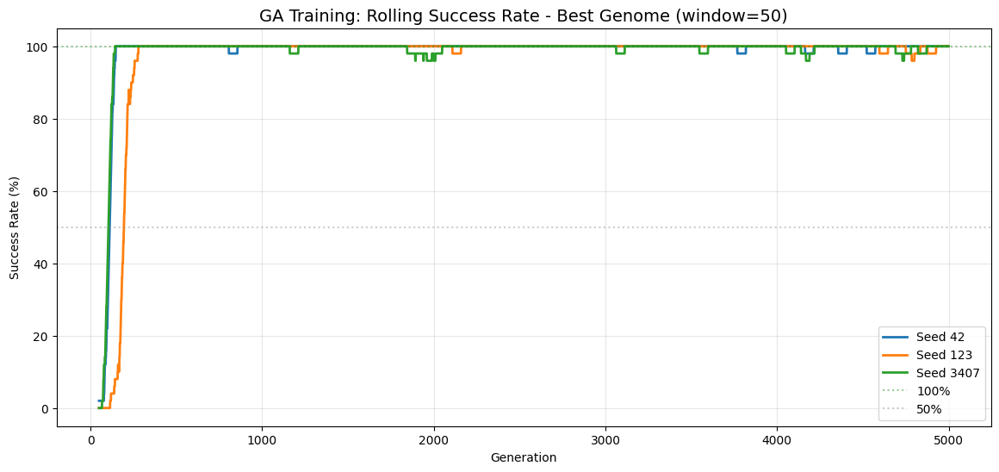 GA Training: Rolling Success Rate - Best Genome (window=50)
Success Rate (%)
100
80
60
40
20
0
0 1000 2000 3000 4000 5000
Generation
Seed 42
Seed 123
Seed 3407
100%
50%